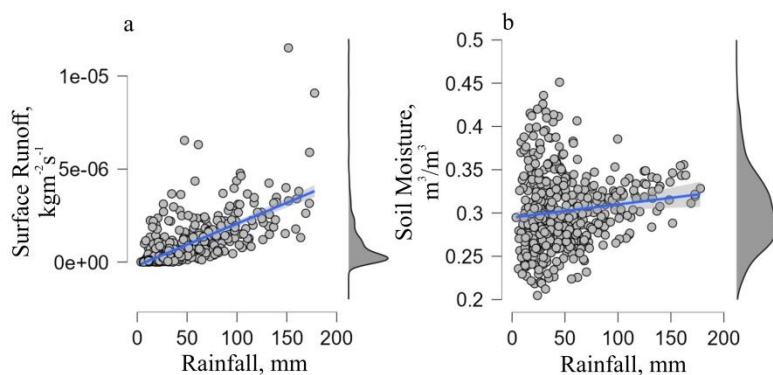 a
Surface Runoff,
kgm⁻²s⁻¹
1e-05
5e-06
0e+00
0 50 100 150 200
Rainfall, mm
b
Soil Moisture,
m³/m³
0.5
0.45
0.4
0.35
0.3
0.25
0.2
0 50 100 150 200
Rainfall, mm